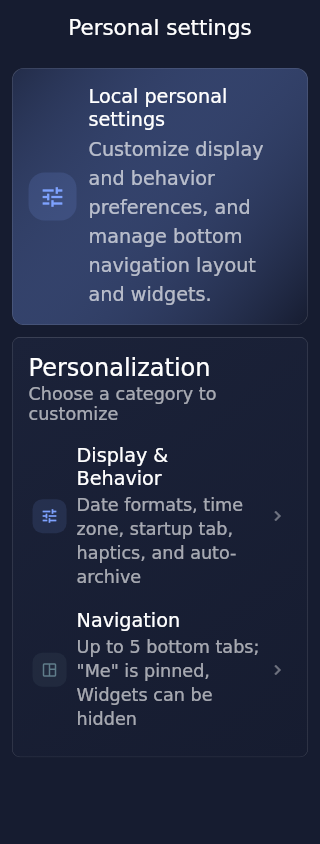 Personal settings
Local personal
settings
Customize display
and behavior
preferences, and
manage bottom
navigation layout
and widgets.
Personalization
Choose a category to
customize
Display &
Behavior
Date formats, time
zone, startup tab,
haptics, and auto-
archive
Navigation
Up to 5 bottom tabs;
"Me" is pinned,
Widgets can be
hidden